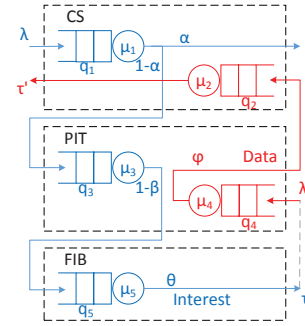 CS
λ
μ1
α
q1
1-α
μ2
τ'
q2
PIT
φ
Data
μ3
λ
q3
1-β
μ4
q4
FIB
θ
μ5
Interest
q5